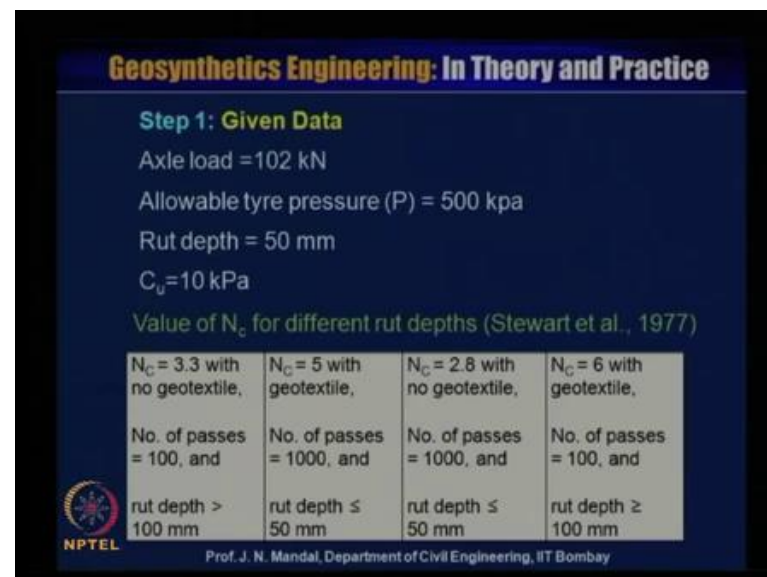 Geosynthetics Engineering: In Theory and Practice
Step 1: Given Data
Axle load =102 kN
Allowable tyre pressure (P) = 500 kpa
Rut depth = 50 mm
Cu=10 kPa
Value of Nc for different rut depths (Stewart et al., 1977)
NC = 3.3 with
no geotextile,
No. of passes
= 100, and
rut depth >
100 mm
NC = 5 with
geotextile,
No. of passes
= 1000, and
rut depth ≤
50 mm
NC = 2.8 with
no geotextile,
No. of passes
= 1000, and
rut depth ≤
50 mm
NC = 6 with
geotextile,
No. of passes
= 100, and
rut depth ≥
100 mm
NPTEL
Prof. J. N. Mandal, Department of Civil Engineering, IIT Bombay